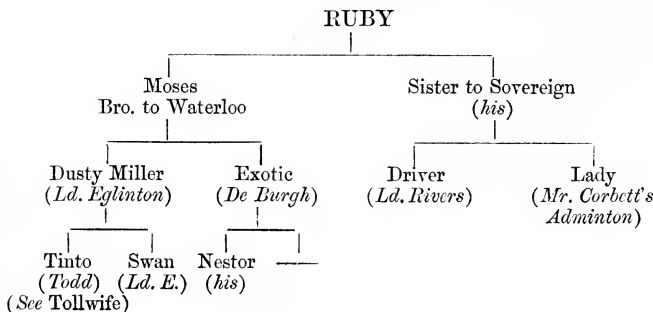 RUBY
Moses
Bro. to Waterloo
Sister to Sovereign
(his)
Dusty Miller
(Ld. Eglinton)
Exotic
(De Burgh)
Driver
(Ld. Rivers)
Lady
(Mr. Corbett's
Adminton)
Tinto
(Todd)
(See Tollwife)
Swan
(Ld. E.)
Nestor
(his)